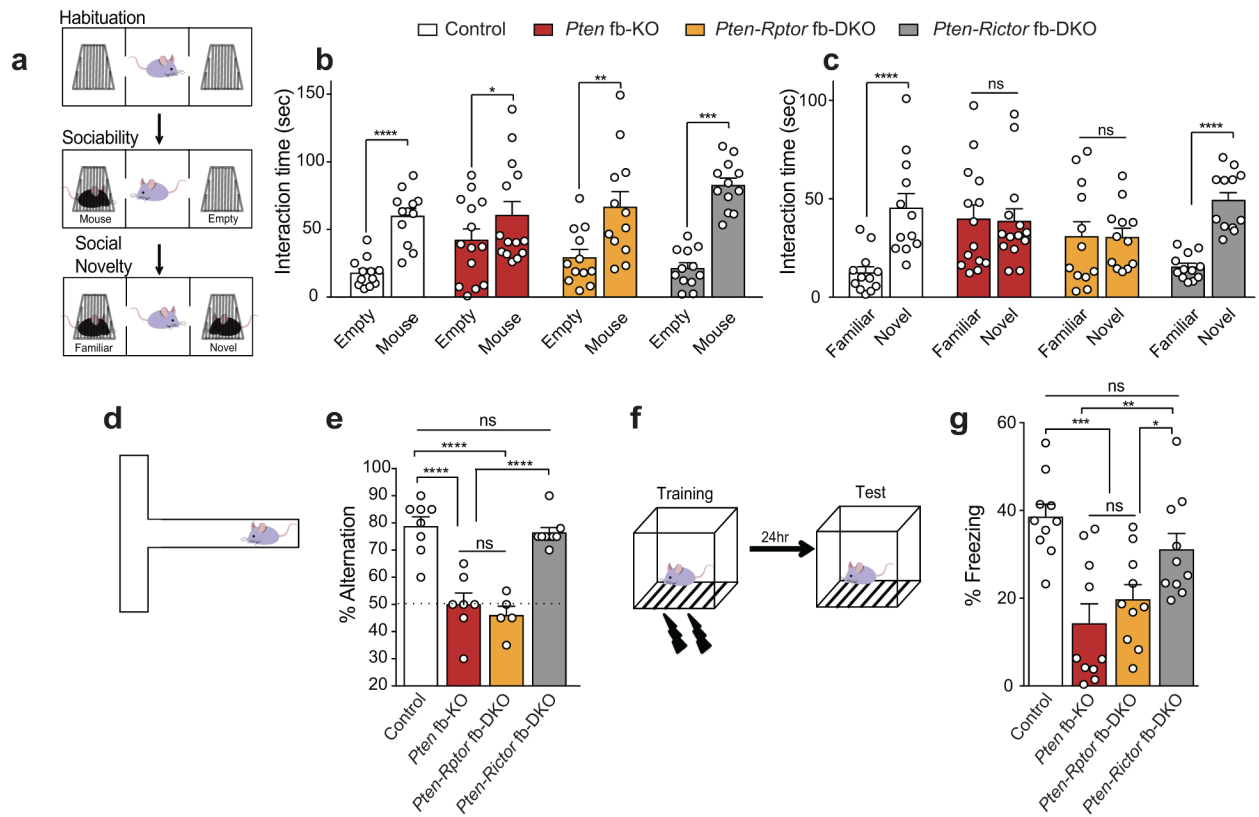 Control
Pten fb-KO
Pten-Rptor fb-DKO
Pten-Rictor fb-DKO
a
Habituation
Sociability
Mouse
Empty
Social
Novelty
Familiar
Novel
b
Interaction time (sec)
150
100
50
0
****
*
**
***
Empty
Mouse
Empty
Mouse
Empty
Mouse
Empty
Mouse
c
Interaction time (sec)
100
50
0
****
ns
ns
****
Familiar
Novel
Familiar
Novel
Familiar
Novel
Familiar
Novel
d
e
% Alternation
100
90
80
70
60
50
40
30
20
ns
****
****
****
ns
Control
Pten fb-KO
Pten-Rptor fb-DKO
Pten-Rictor fb-DKO
f
Training
24hr
Test
g
% Freezing
60
40
20
0
ns
**
***
*
ns
Control
Pten fb-KO
Pten-Rptor fb-DKO
Pten-Rictor fb-DKO